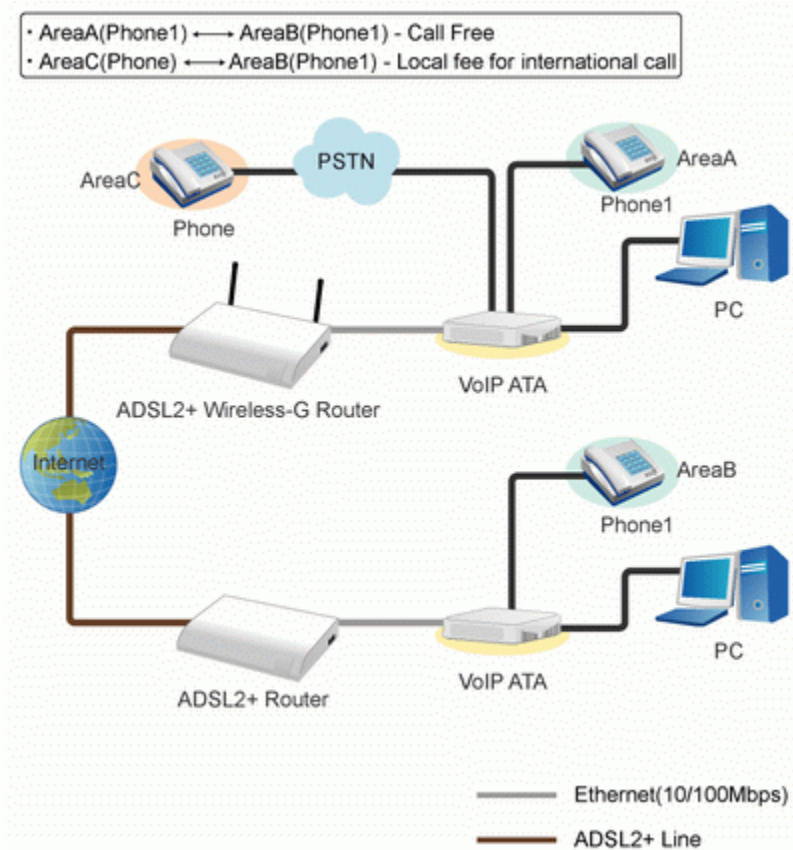 · AreaA(Phone1) ⟷ AreaB(Phone1) - Call Free
· AreaC(Phone) ⟷ AreaB(Phone1) - Local fee for international call
PSTN
AreaC
Phone
AreaA
Phone1
PC
VoIP ATA
ADSL2+ Wireless-G Router
Internet
AreaB
Phone1
PC
VoIP ATA
ADSL2+ Router
Ethernet(10/100Mbps)
ADSL2+ Line